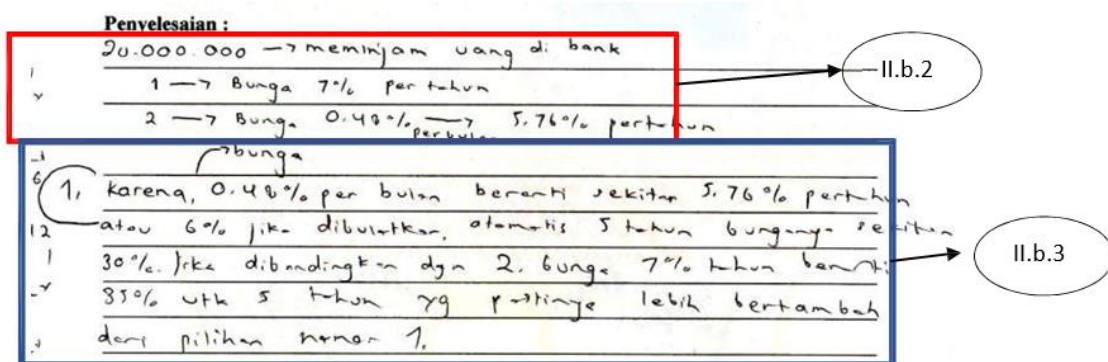 Penyelesaian :
20.000.000 → meminjam uang di bank
1 → Bunga 7% per tahun
2 → Bunga 0.48% → 5.76% pertahun
perbulan
→ bunga
1. karena, 0.48% per bulan berarti sekitar 5.76% pertahun
atau 6% jika dibulatkan, otomatis 5 tahun bunganya sekitar
30%. Jika dibandingkan dgn 2. bunga 7% tahun berarti
35% utk 5 tahun yg pastinya lebih bertambah
dari pilihan nomor 1.
6
12
II.b.2
II.b.3